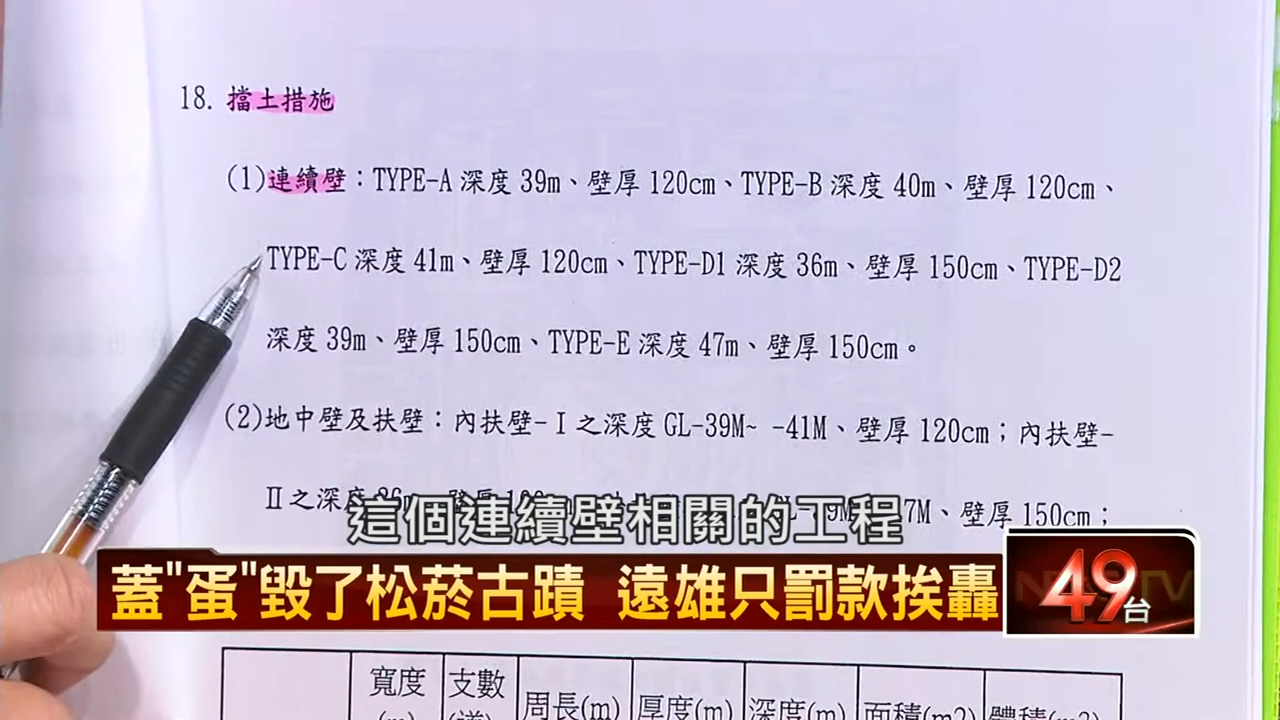 18. 擋土措施
(1)連續壁：TYPE-A 深度 39m、壁厚 120cm、TYPE-B 深度 40m、壁厚 120cm、
TYPE-C 深度 41m、壁厚 120cm、TYPE-D1 深度 36m、壁厚 150cm、TYPE-D2
深度 39m、壁厚 150cm、TYPE-E 深度 47m、壁厚 150cm。
(2)地中壁及扶壁：內扶壁-Ⅰ之深度 GL-39M~ -41M、壁厚 120cm；內扶壁-
Ⅱ之深度 7M、壁厚 150cm；
這個連續壁相關的工程
蓋"蛋"毀了松菸古蹟 遠雄只罰款挨轟
49台
寬度 支數 周長(m) 厚度(m) 深度(m) 面積(m2) 體積(m3)